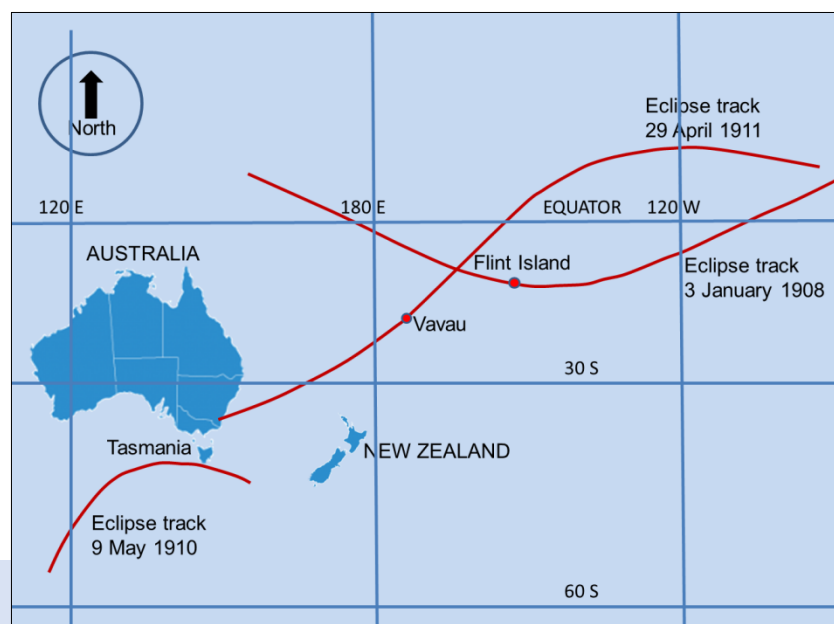 North
Eclipse track
29 April 1911
120 E
180 E
EQUATOR
120 W
AUSTRALIA
Flint Island
Eclipse track
3 January 1908
Vavau
30 S
Tasmania
NEW ZEALAND
Eclipse track
9 May 1910
60 S